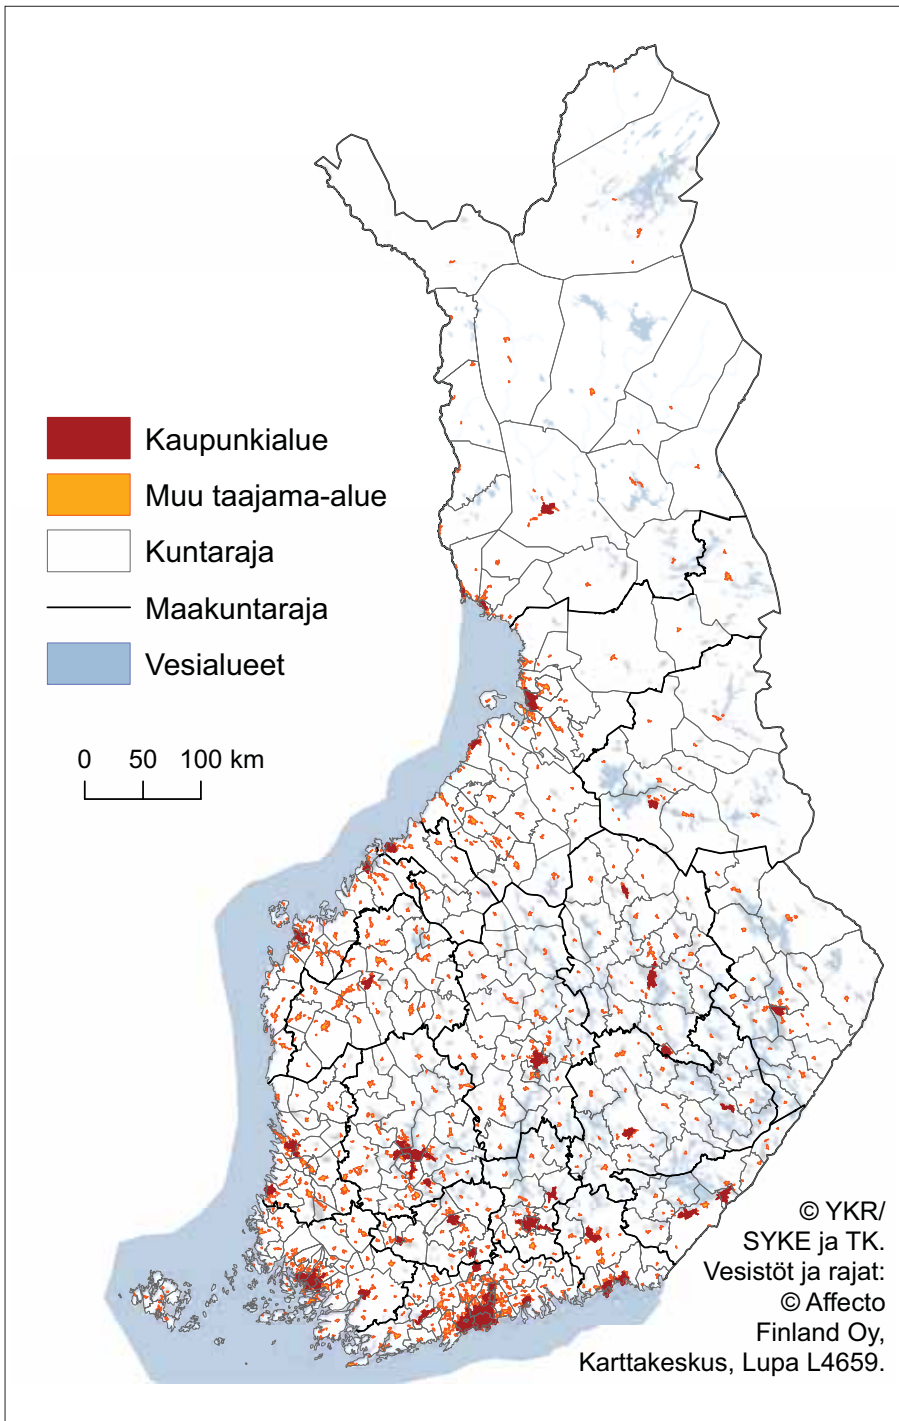 Kaupunkialue
Muu taajama-alue
Kuntaraja
Maakuntaraja
Vesialueet
0 50 100 km
© YKR/
SYKE ja TK.
Vesistöt ja rajat:
© Affecto
Finland Oy,
Karttakeskus, Lupa L4659.